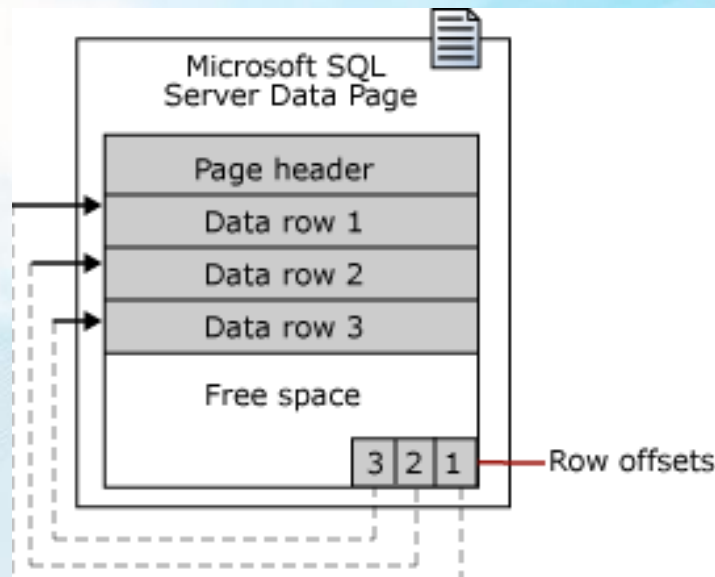 Microsoft SQL
Server Data Page
Page header
Data row 1
Data row 2
Data row 3
Free space
3 2 1
Row offsets